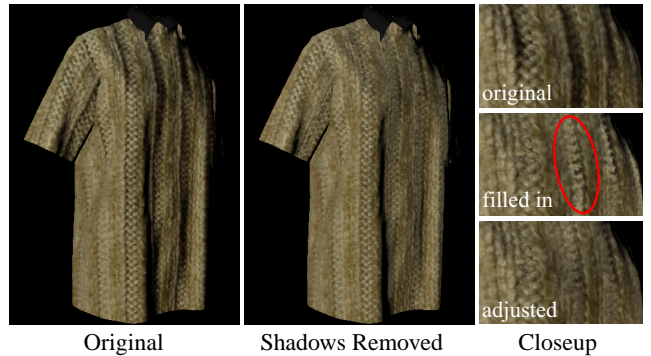 original
filled in
adjusted
Original
Shadows Removed
Closeup